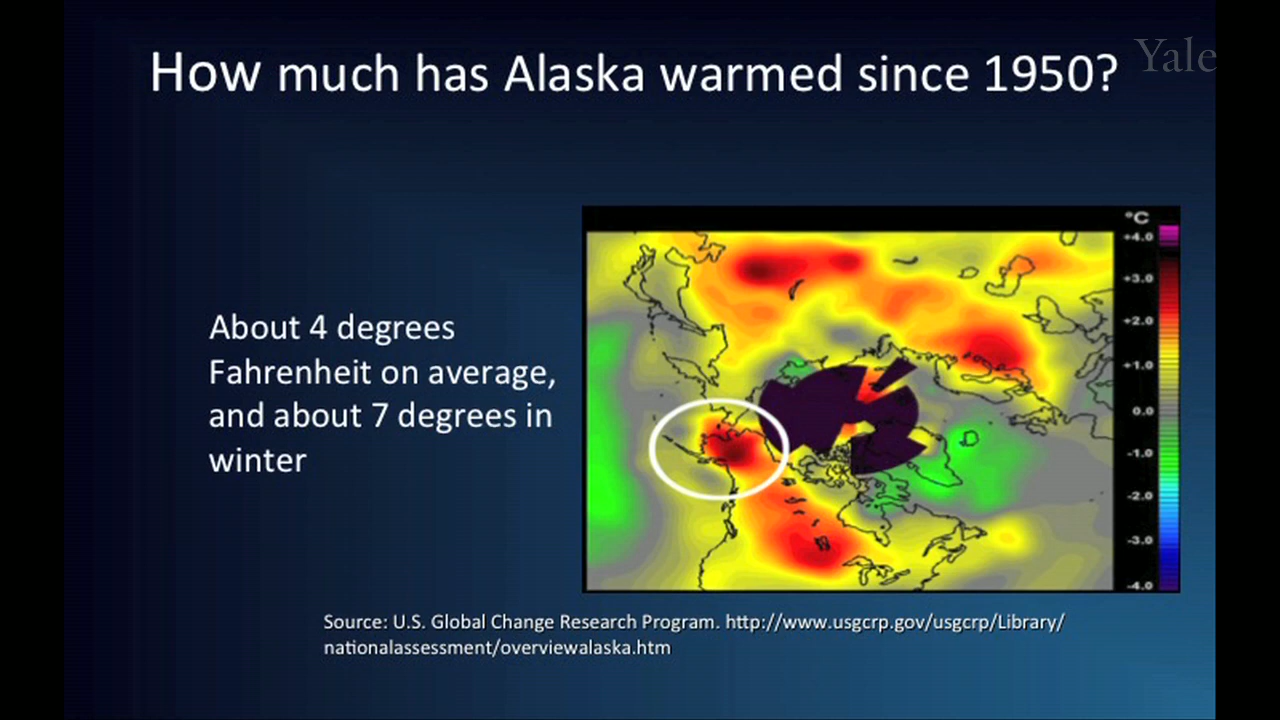 How much has Alaska warmed since 1950?
Yale
About 4 degrees
Fahrenheit on average,
and about 7 degrees in
winter
°C
+4.0
+3.0
+2.0
+1.0
0.0
-1.0
-2.0
-3.0
-4.0
Source: U.S. Global Change Research Program. http://www.usgcrp.gov/usgcrp/Library/
nationalassessment/overviewalaska.htm